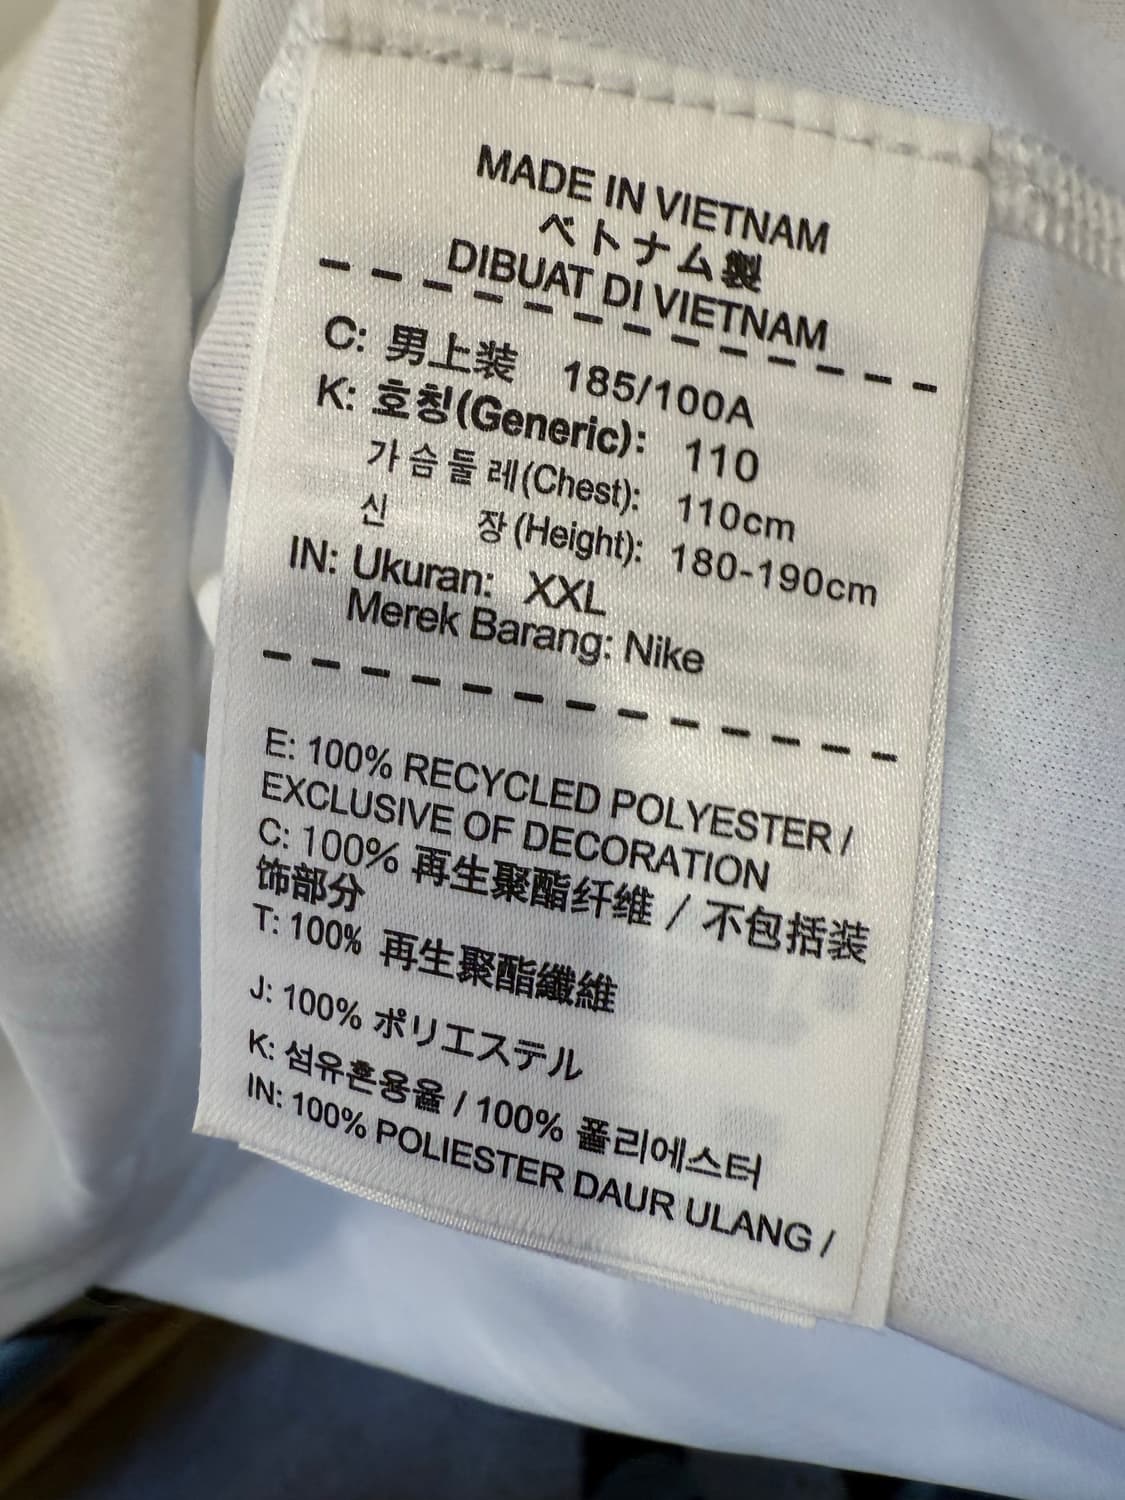 MADE IN VIETNAM
ベトナム製
DIBUAT DI VIETNAM
C: 男上装 185/100A
K: 호칭(Generic): 110
가슴둘레(Chest): 110cm
신 장(Height): 180-190cm
IN: Ukuran: XXL
Merek Barang: Nike
E: 100% RECYCLED POLYESTER /
EXCLUSIVE OF DECORATION
C: 100% 再生聚酯纤维 / 不包括装
饰部分
T: 100% 再生聚酯纖維
J: 100% ポリエステル
K: 섬유혼용율 / 100% 폴리에스터
IN: 100% POLIESTER DAUR ULANG /